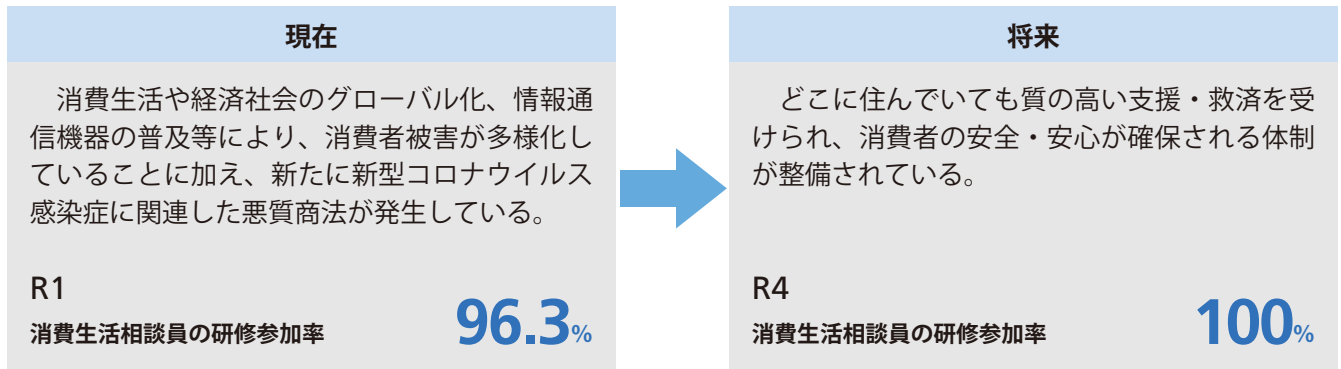 現在
消費生活や経済社会のグローバル化、情報通
信機器の普及等により、消費者被害が多様化し
ていることに加え、新たに新型コロナウイルス
感染症に関連した悪質商法が発生している。
R1
消費生活相談員の研修参加率 96.3%
将来
どこに住んでいても質の高い支援・救済を受
けられ、消費者の安全・安心が確保される体制
が整備されている。
R4
消費生活相談員の研修参加率 100%